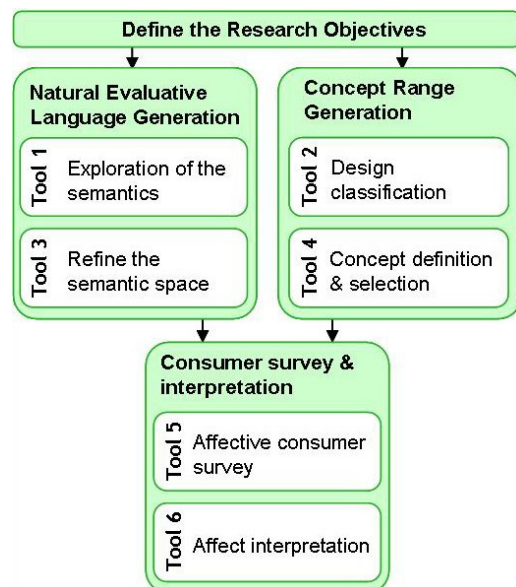 Define the Research Objectives
Natural Evaluative
Language Generation
Tool 1
Exploration of the
semantics
Tool 3
Refine the
semantic space
Concept Range
Generation
Tool 2
Design
classification
Tool 4
Concept definition
& selection
Consumer survey &
interpretation
Tool 5
Affective consumer
survey
Tool 6
Affect interpretation